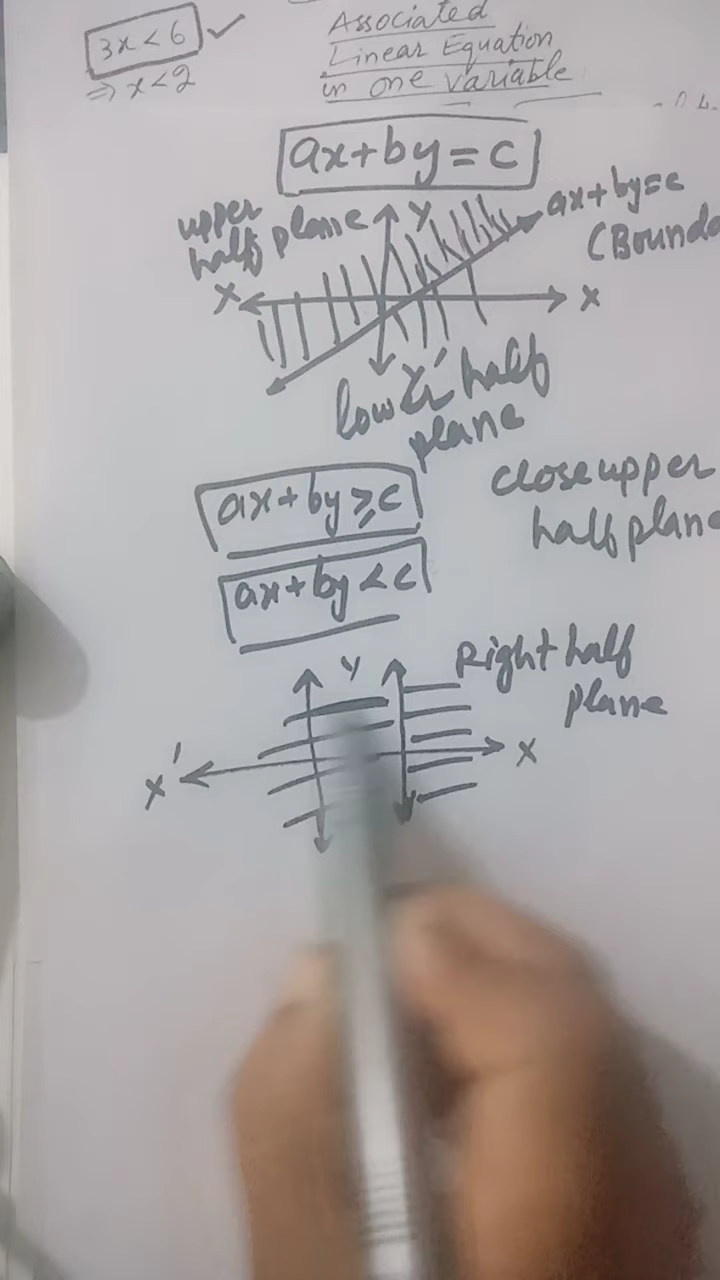 3x < 6
⇒ x < 2
Associated
Linear Equation
in one variable
ax + by = c
upper
half plane
Y
ax + by = c
(Bounda
X
X
Y'
lower half
plane
ax + by ≥ c
close upper
half plane
ax + by < c
Right half
plane
Y
X'
X